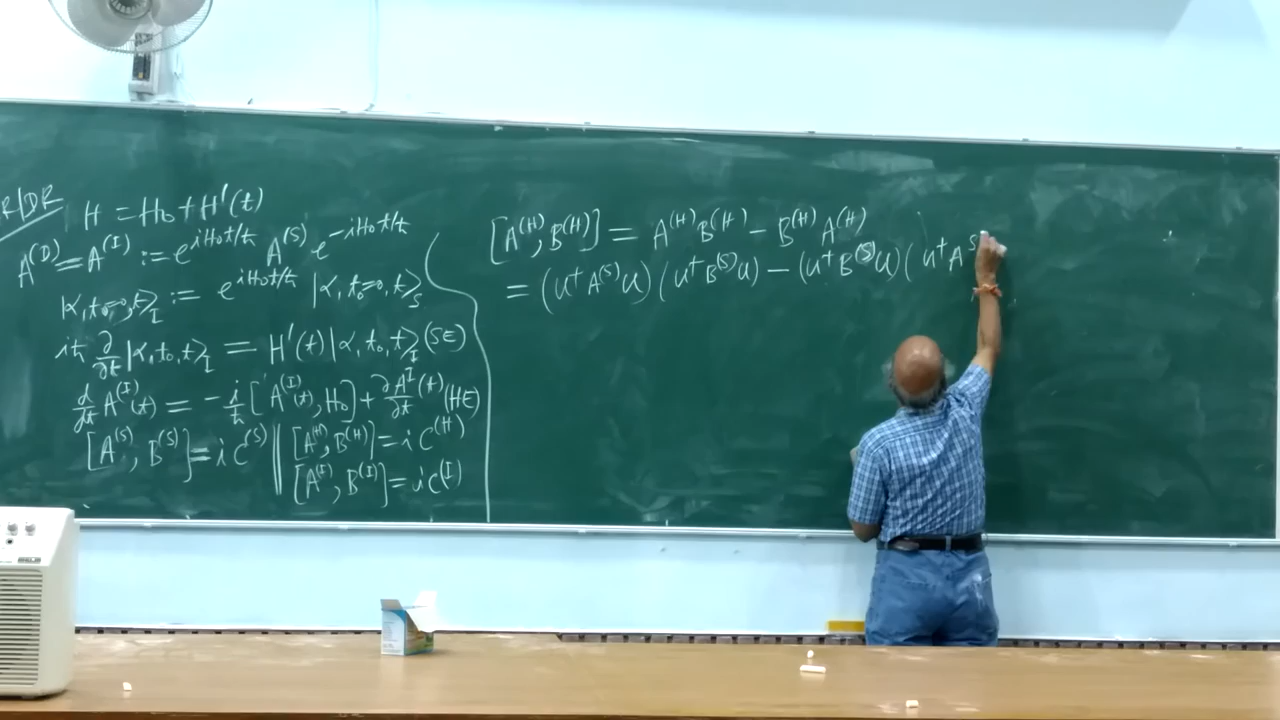 R/DR
H = H₀ + H'(t)
A^(D) = A^(I) := e^{iH₀t/ħ} A^(S) e^{-iH₀t/ħ}
|α, t₀=0, t⟩_I := e^{iH₀t/ħ} |α, t₀=0, t⟩_S
iħ ∂/∂t |α, t₀, t⟩_I = H'(t) |α, t₀, t⟩_I (SE)
d/dt A^(I)(t) = -i/ħ [A^(I)(t), H₀] + ∂A^I/∂t (t) (HE)
[A^(S), B^(S)] = i C^(S) || [A^(H), B^(H)] = i C^(H)
[A^(I), B^(I)] = i C^(I)
[A^(H), B^(H)] = A^(H) B^(H) - B^(H) A^(H)
= (U† A^(S) U) (U† B^(S) U) - (U† B^(S) U) (U† A^S